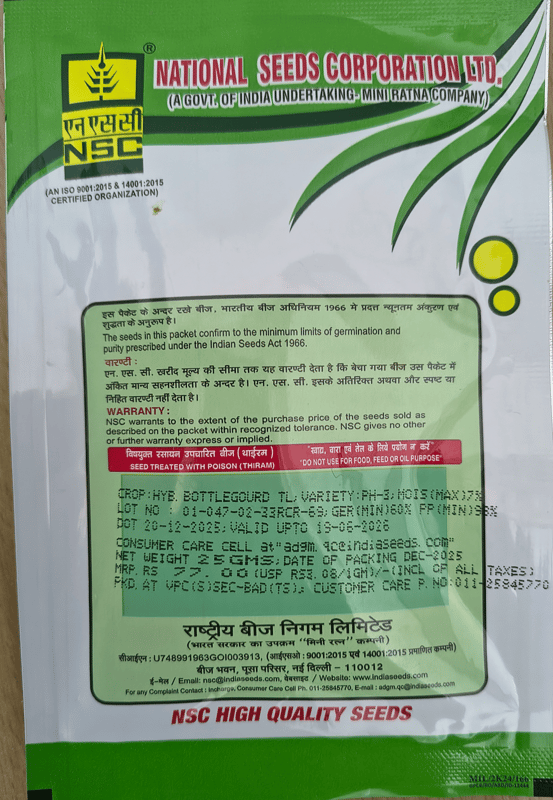 ®
NATIONAL SEEDS CORPORATION LTD.
(A GOVT. OF INDIA UNDERTAKING- MINI RATNA COMPANY)
एन एस सी
NSC
(AN ISO 9001:2015 & 14001:2015
CERTIFIED ORGANIZATION)
इस पैकेट के अन्दर रखे बीज, भारतीय बीज अधिनियम 1966 मे प्रदत्त न्यूनतम अंकुरण एवं
शुद्धता के अनुरूप है।
The seeds in this packet confirm to the minimum limits of germination and
purity prescribed under the Indian Seeds Act 1966.
वारण्टी :
एन. एस. सी. खरीद मूल्य की सीमा तक यह वारण्टी देता है कि बेचा गया बीज उस पैकेट में
अंकित मान्य सहनशीलता के अन्दर है। एन. एस. सी. इसके अतिरिक्त अथवा और स्पष्ट या
निहित वारण्टी नहीं देता है।
WARRANTY:
NSC warrants to the extent of the purchase price of the seeds sold as
described on the packet within recognized tolerance. NSC gives no other
or further warranty express or implied.
विषयुक्त रसायन उपचारित बीज (थाईरम)
SEED TREATED WITH POISON (THIRAM)
"खाद्य, चारा एवं तेल के लिये प्रयोग न करें"
"DO NOT USE FOR FOOD, FEED OR OIL PURPOSE"
CROP:HYB. BOTTLEGOURD TL;VARIETY:PH-3;MOIS(MAX)7%
LOT NO : 01-047-02-33RCR-69;GER(MIN)60% PP(MIN)98%
DOT 20-12-2025;VALID UPTO 19-06-2026
CONSUMER CARE CELL at"adgm.qc@indiaseeds.com"
NET WEIGHT 25GMS;DATE OF PACKING DEC-2025
MRP. RS 77.00(USP RS3.08/1GM)/-(INCL OF ALL TAXES)
PKD.AT VPC(S)SEC-BAD(TS). CUSTOMER CARE P.NO:011-25845770
राष्ट्रीय बीज निगम लिमिटेड
(भारत सरकार का उपक्रम "मिनी रत्न" कम्पनी)
सीआईएन : U748991963GOI003913, (आईएसओ : 9001:2015 एवं 14001:2015 प्रमाणित कम्पनी)
बीज भवन, पूसा परिसर, नई दिल्ली – 110012
ई-मेल / Email: nsc@indiaseeds.com, वेबसाइट / Website: www.indiaseeds.com
For any Complaint Contact : Incharge, Consumer Care Cell Ph. 011-25845770, E-mail : adgm.qc@indiaseeds.com
NSC HIGH QUALITY SEEDS